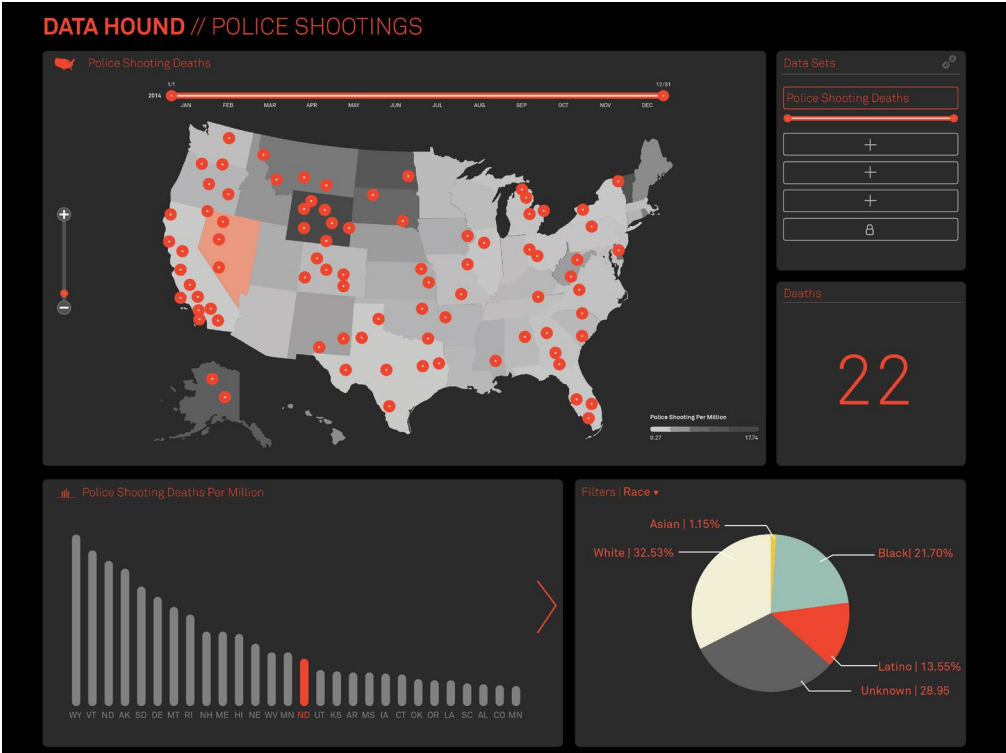 DATA HOUND // POLICE SHOOTINGS
Police Shooting Deaths
1/1
12/31
2014
JAN FEB MAR APR MAY JUN JUL AUG SEP OCT NOV DEC
Police Shooting Per Million
0.27 17.74
Data Sets
Police Shooting Deaths
Deaths
22
Police Shooting Deaths Per Million
WY VT ND AK SD DE MT RI NH ME HI NE WV MN ND UT KS AR MS IA CT OK OR LA SC AL CO MN
Filters | Race ▾
Asian | 1.15%
White | 32.53%
Black| 21.70%
Latino | 13.55%
Unknown | 28.95